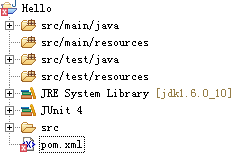 Hello
src/main/java
src/main/resources
src/test/java
src/test/resources
JRE System Library [jdk1.6.0_10]
JUnit 4
src
pom.xml